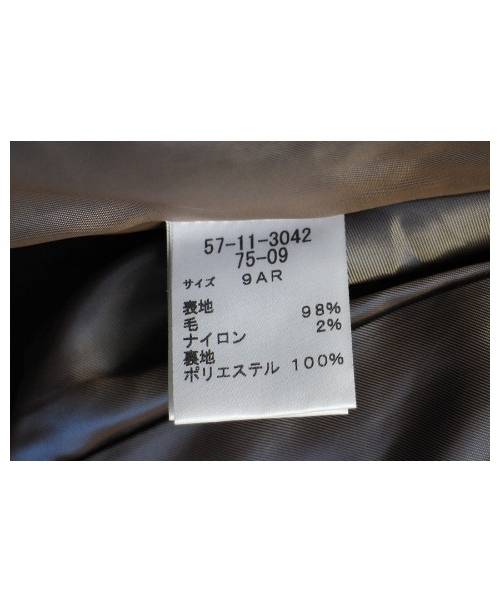 57-11-3042
75-09
サイズ 9AR
表地
毛 98%
ナイロン 2%
裏地
ポリエステル 100%